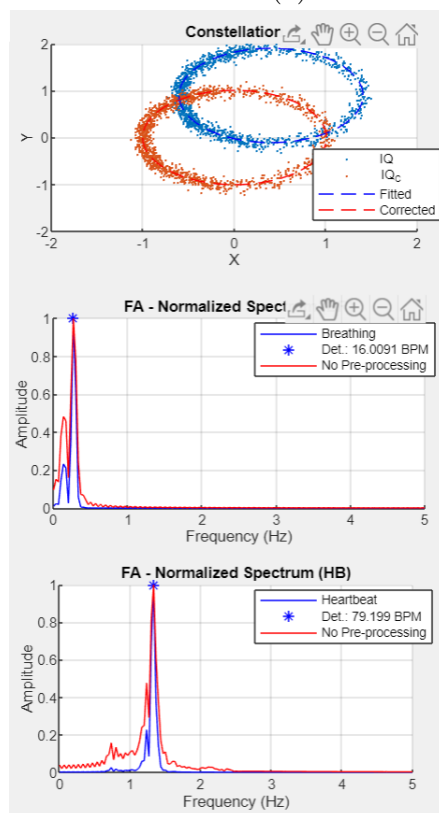 Constellation
2
1
0
-1
-2
-2
-1
0
1
2
Y
X
IQ
IQC
Fitted
Corrected
FA - Normalized Spect
1
0.8
0.6
0.4
0.2
0
0
1
2
3
4
5
Amplitude
Frequency (Hz)
Breathing
Det.: 16.0091 BPM
No Pre-processing
FA - Normalized Spectrum (HB)
1
0.8
0.6
0.4
0.2
0
0
1
2
3
4
5
Amplitude
Frequency (Hz)
Heartbeat
Det.: 79.199 BPM
No Pre-processing